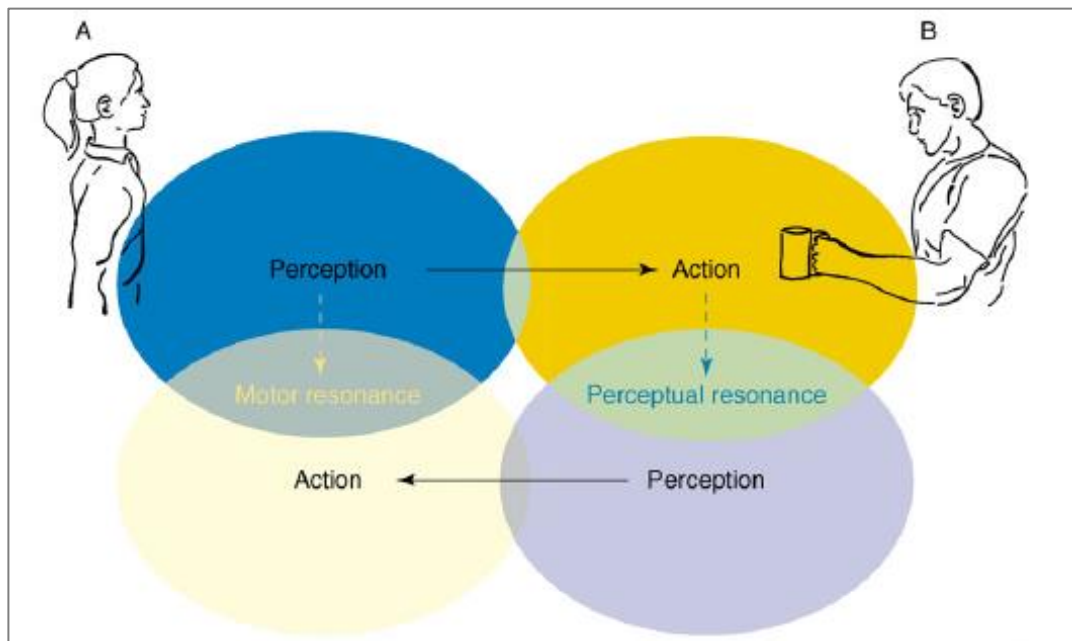 A
B
Perception
Action
Motor resonance
Perceptual resonance
Action
Perception